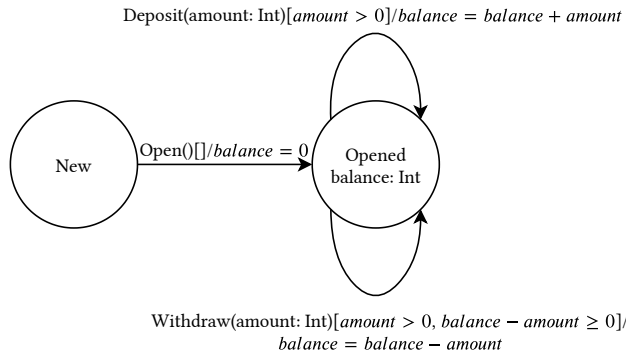 Deposit(amount: Int)[amount > 0]/balance = balance + amount
New
Open()[]/balance = 0
Opened
balance: Int
Withdraw(amount: Int)[amount > 0, balance − amount ≥ 0]/
balance = balance − amount